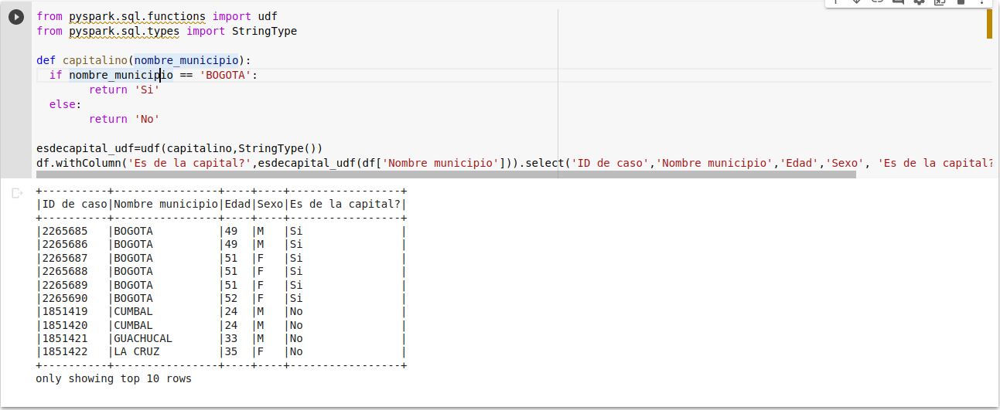 from pyspark.sql.functions import udf
from pyspark.sql.types import StringType
def capitalino(nombre_municipio):
  if nombre_municipio == 'BOGOTA':
        return 'Si'
  else:
        return 'No'
esdecapital_udf=udf(capitalino,StringType())
df.withColumn('Es de la capital?',esdecapital_udf(df['Nombre municipio'])).select('ID de caso','Nombre municipio','Edad','Sexo', 'Es de la capital?
+----------+----------------+----+----+-----------------+
|ID de caso|Nombre municipio|Edad|Sexo|Es de la capital?|
+----------+----------------+----+----+-----------------+
|2265685   |BOGOTA          |49  |M   |Si               |
|2265686   |BOGOTA          |49  |M   |Si               |
|2265687   |BOGOTA          |51  |F   |Si               |
|2265688   |BOGOTA          |51  |F   |Si               |
|2265689   |BOGOTA          |51  |F   |Si               |
|2265690   |BOGOTA          |52  |F   |Si               |
|1851419   |CUMBAL          |24  |M   |No               |
|1851420   |CUMBAL          |24  |M   |No               |
|1851421   |GUACHUCAL       |33  |M   |No               |
|1851422   |LA CRUZ         |35  |F   |No               |
+----------+----------------+----+----+-----------------+
only showing top 10 rows